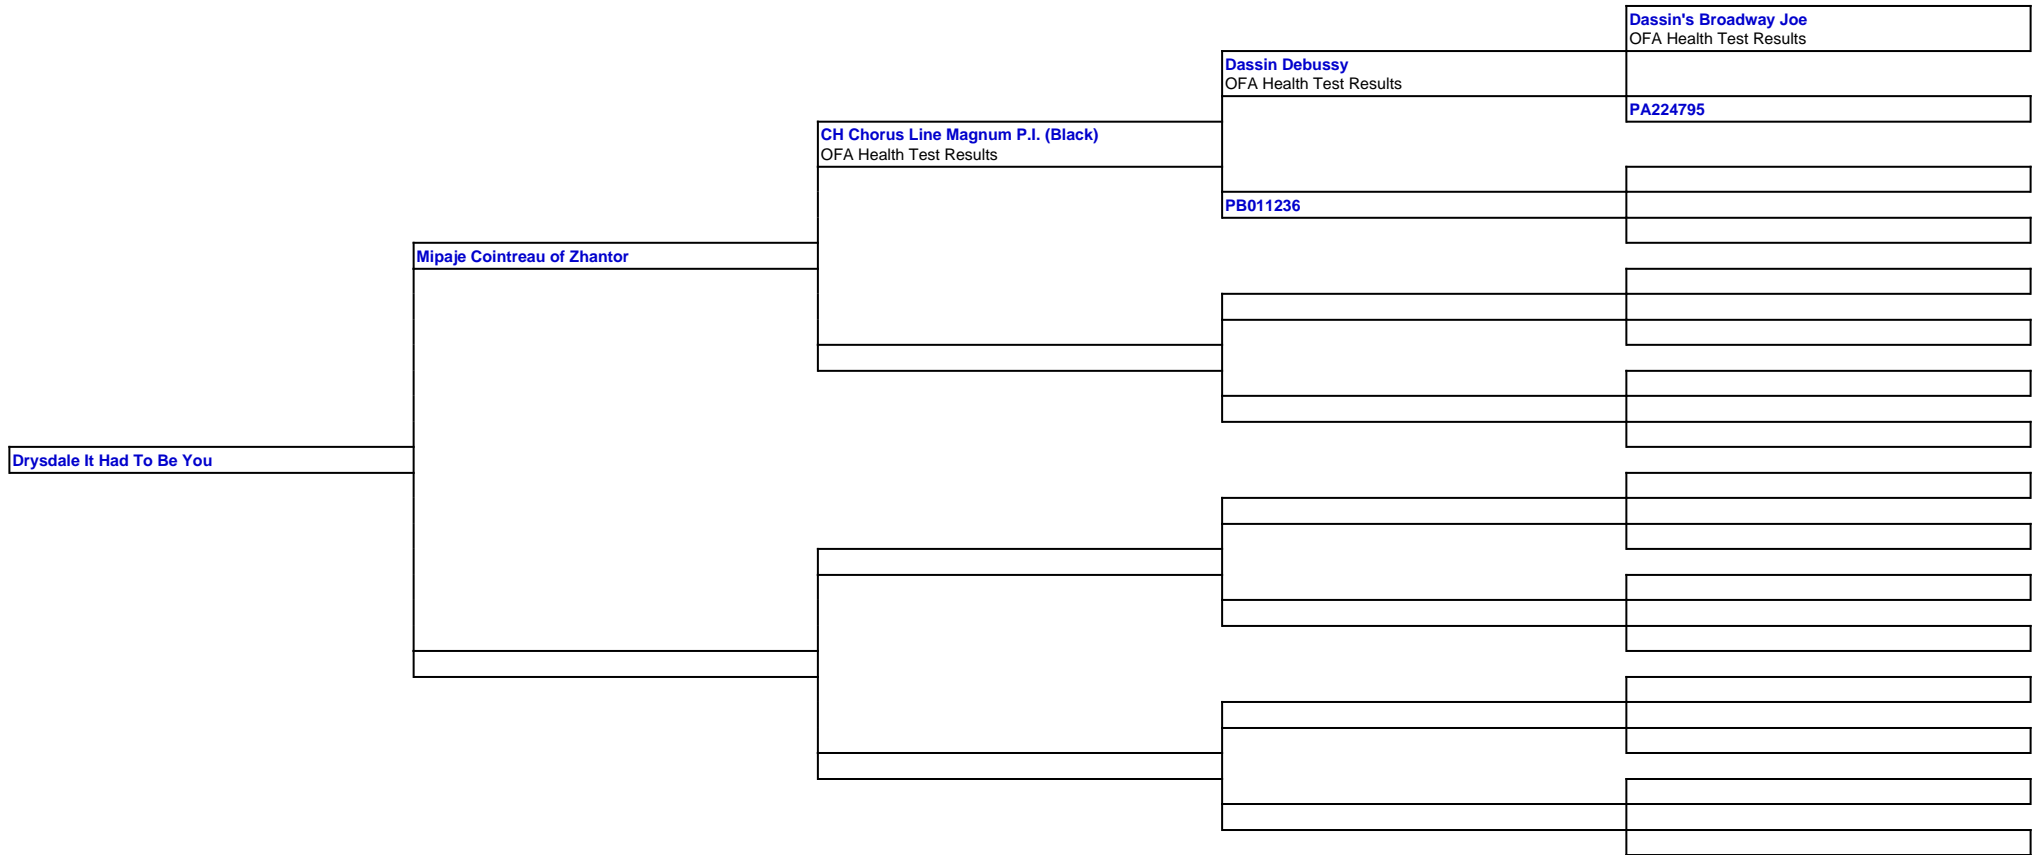 Dassin's Broadway Joe
OFA Health Test Results
Dassin Debussy
OFA Health Test Results
PA224795
CH Chorus Line Magnum P.I. (Black)
OFA Health Test Results
PB011236
Mipaje Cointreau of Zhantor
Drysdale It Had To Be You